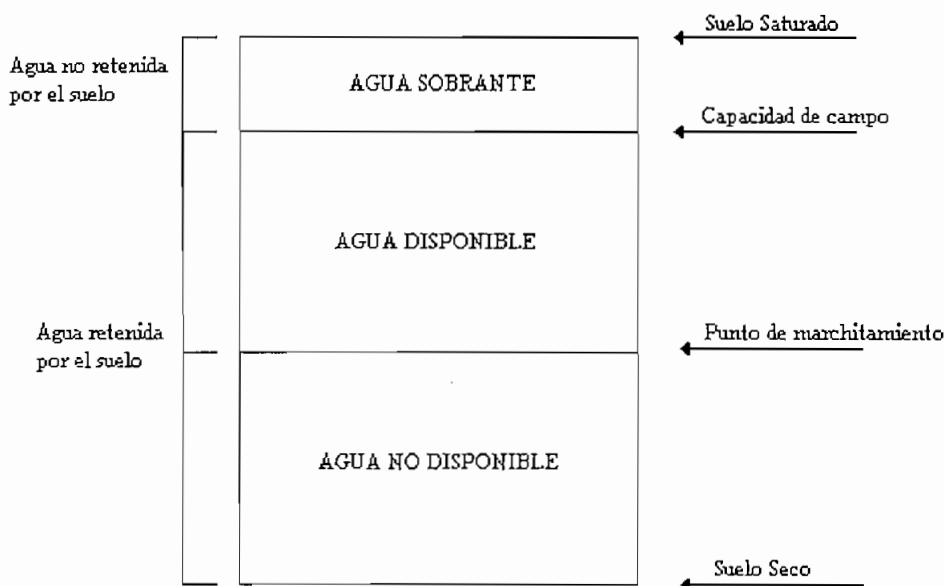 Suelo Saturado
Agua no retenida
por el suelo
AGUA SOBRANTE
Capacidad de campo
AGUA DISPONIBLE
Agua retenida
por el suelo
Punto de marchitamiento
AGUA NO DISPONIBLE
Suelo Seco